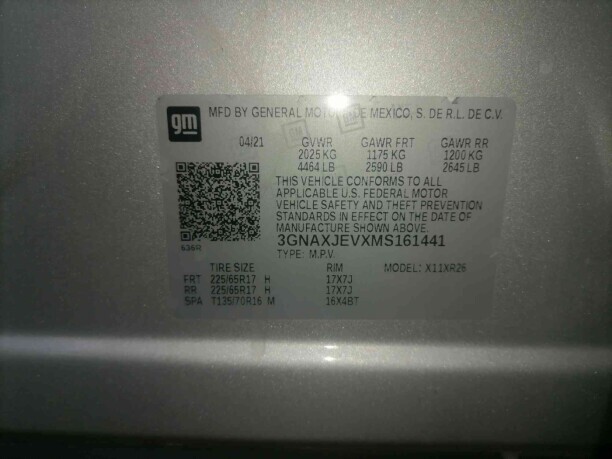 gm
MFD BY GENERAL MOTORS DE MEXICO, S. DE R.L. DE C.V.
04/21 GVWR GAWR FRT GAWR RR
2025 KG 1175 KG 1200 KG
4464 LB 2590 LB 2645 LB
THIS VEHICLE CONFORMS TO ALL
APPLICABLE U.S. FEDERAL MOTOR
VEHICLE SAFETY AND THEFT PREVENTION
STANDARDS IN EFFECT ON THE DATE OF
MANUFACTURE SHOWN ABOVE.
3GNAXJEVXMS161441
TYPE: M.P.V.
TIRE SIZE RIM MODEL: X11XR26
FRT 225/65R17 H 17X7J
RR 225/65R17 H 17X7J
SPA T135/70R16 M 16X4BT